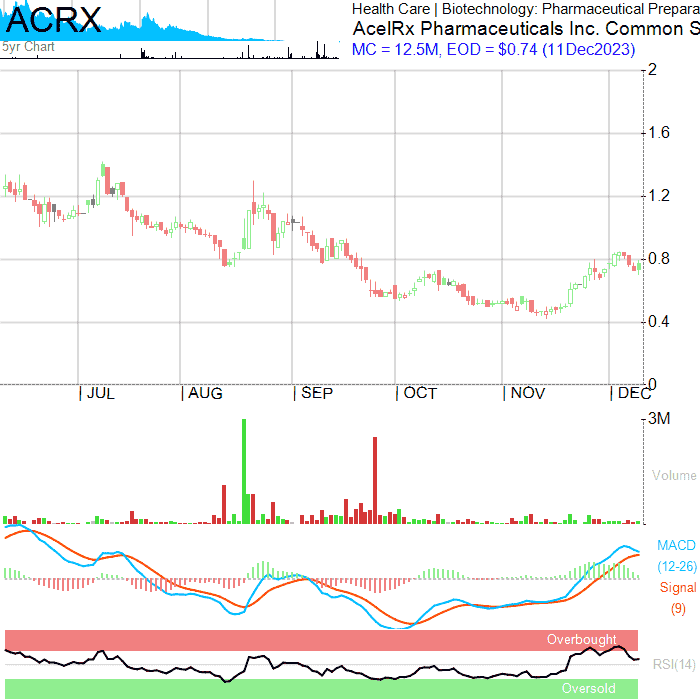 ACRX
5yr Chart
Health Care | Biotechnology: Pharmaceutical Prepara
AcelRx Pharmaceuticals Inc. Common S
MC = 12.5M, EOD = $0.74 (11Dec2023)
2
1.6
1.2
0.8
0.4
0
JUL
AUG
SEP
OCT
NOV
DEC
3M
Volume
MACD
(12-26)
Signal
(9)
Overbought
RSI(14)
Oversold